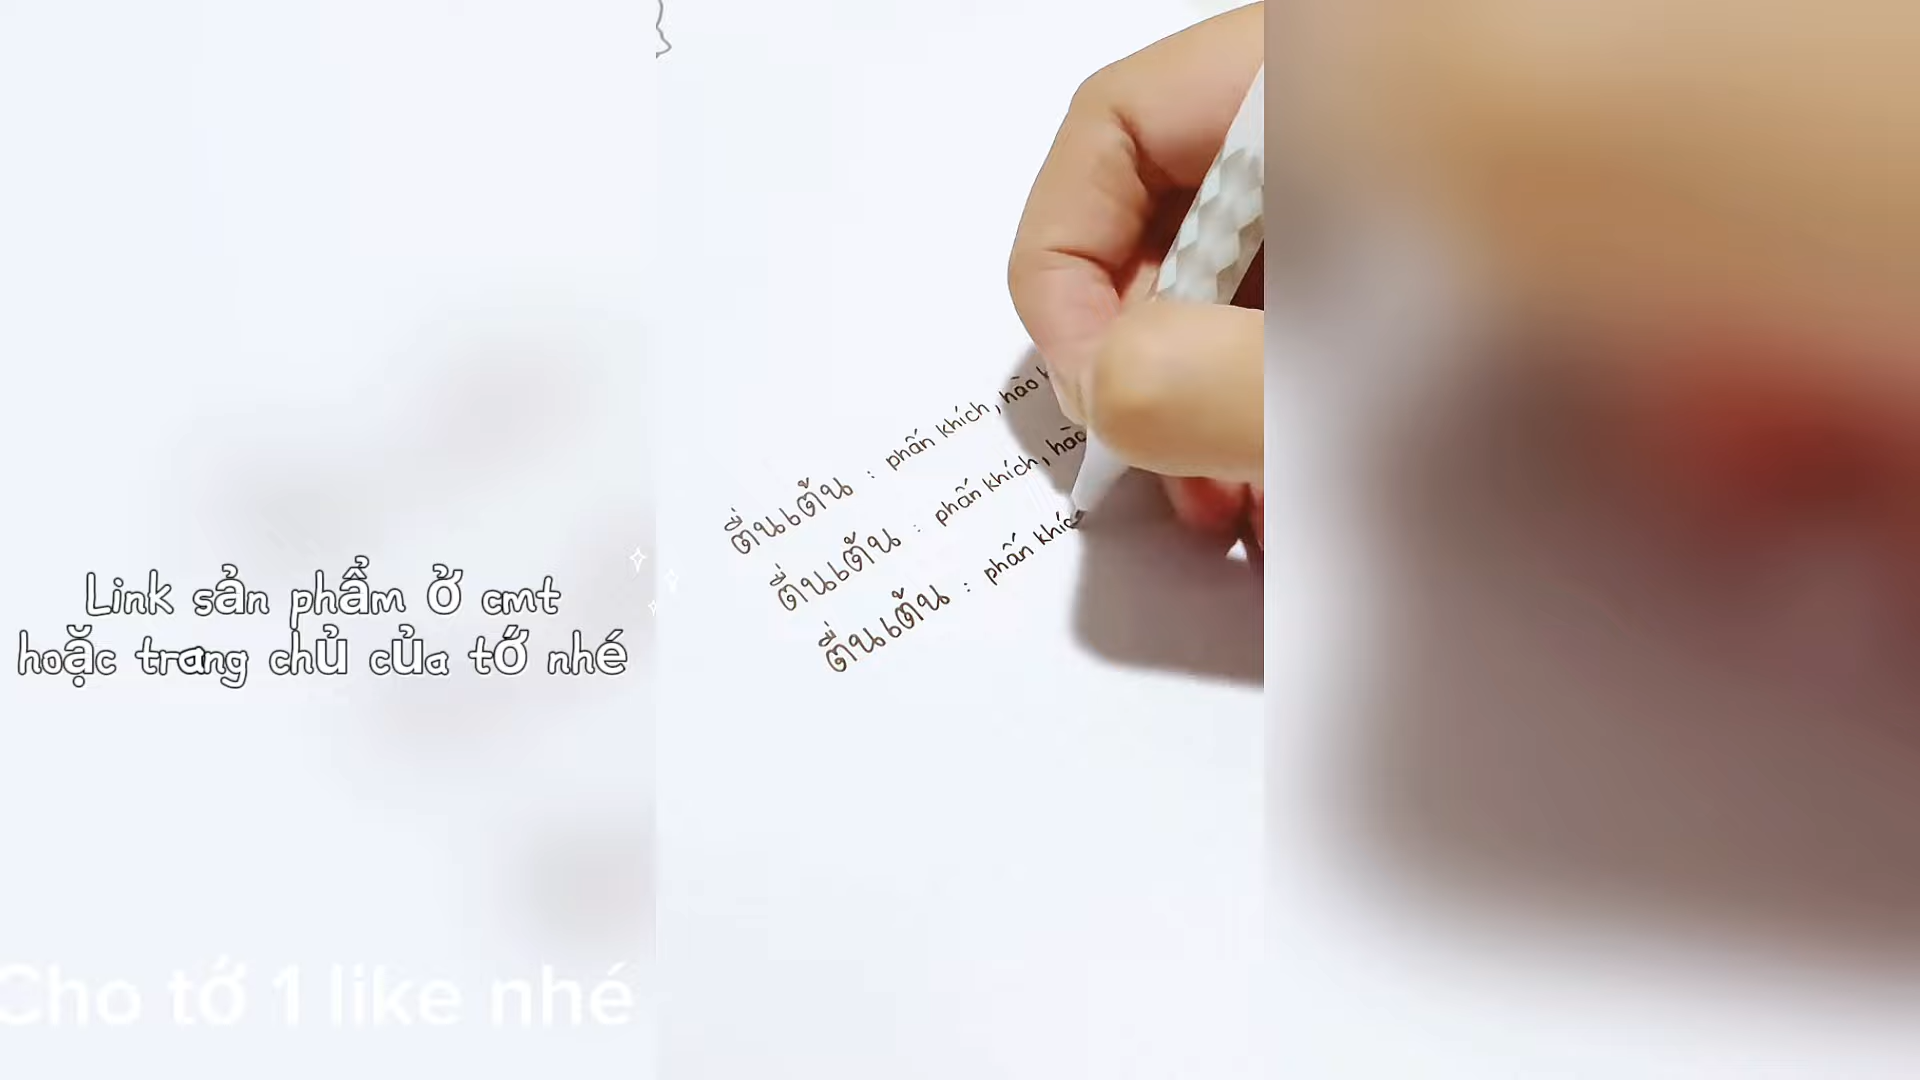 Link sản phẩm ở cmt
hoặc trang chủ của tớ nhé
Cho tớ 1 like nhé
ตื่นเต้น : phấn khích, hào
ตื่นเต้น : phấn khích, hào
ตื่นเต้น : phấn khíc